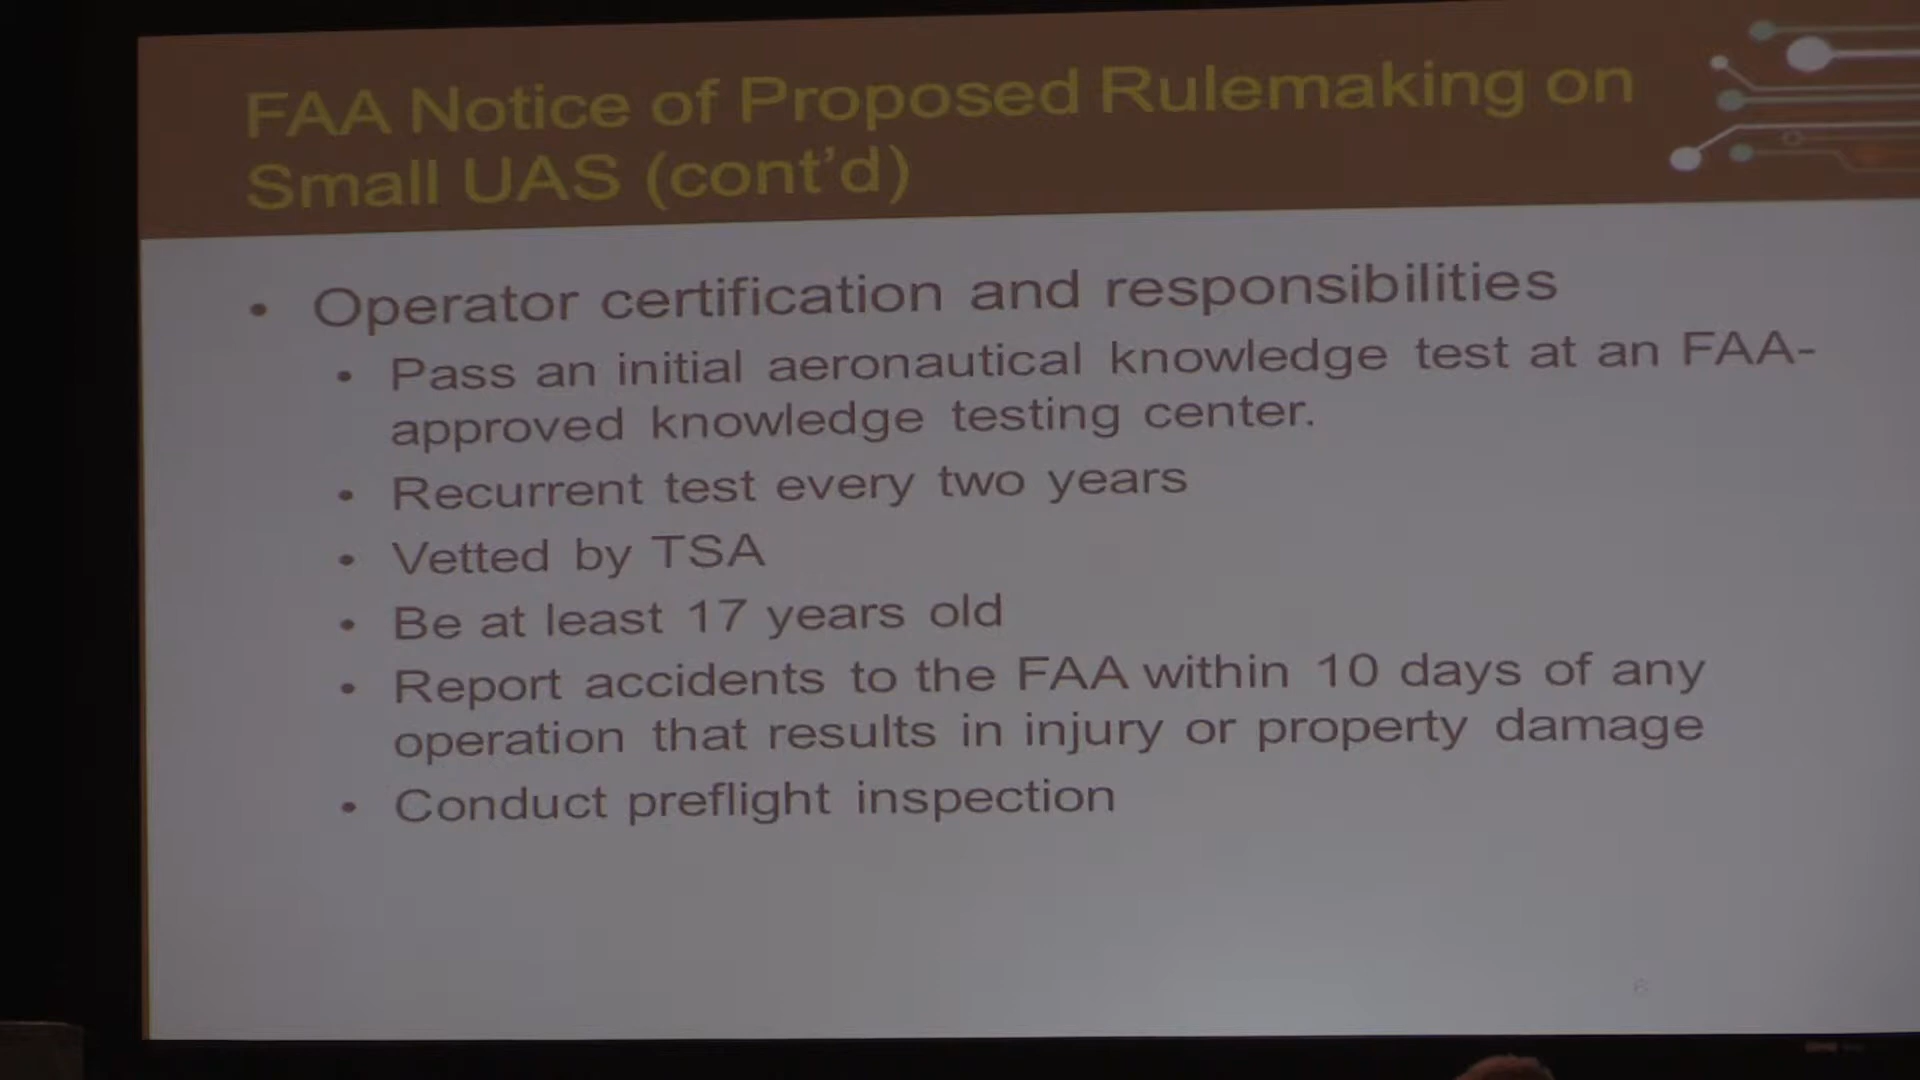 FAA Notice of Proposed Rulemaking on
Small UAS (cont'd)
• Operator certification and responsibilities
• Pass an initial aeronautical knowledge test at an FAA-
approved knowledge testing center.
• Recurrent test every two years
• Vetted by TSA
• Be at least 17 years old
• Report accidents to the FAA within 10 days of any
operation that results in injury or property damage
• Conduct preflight inspection